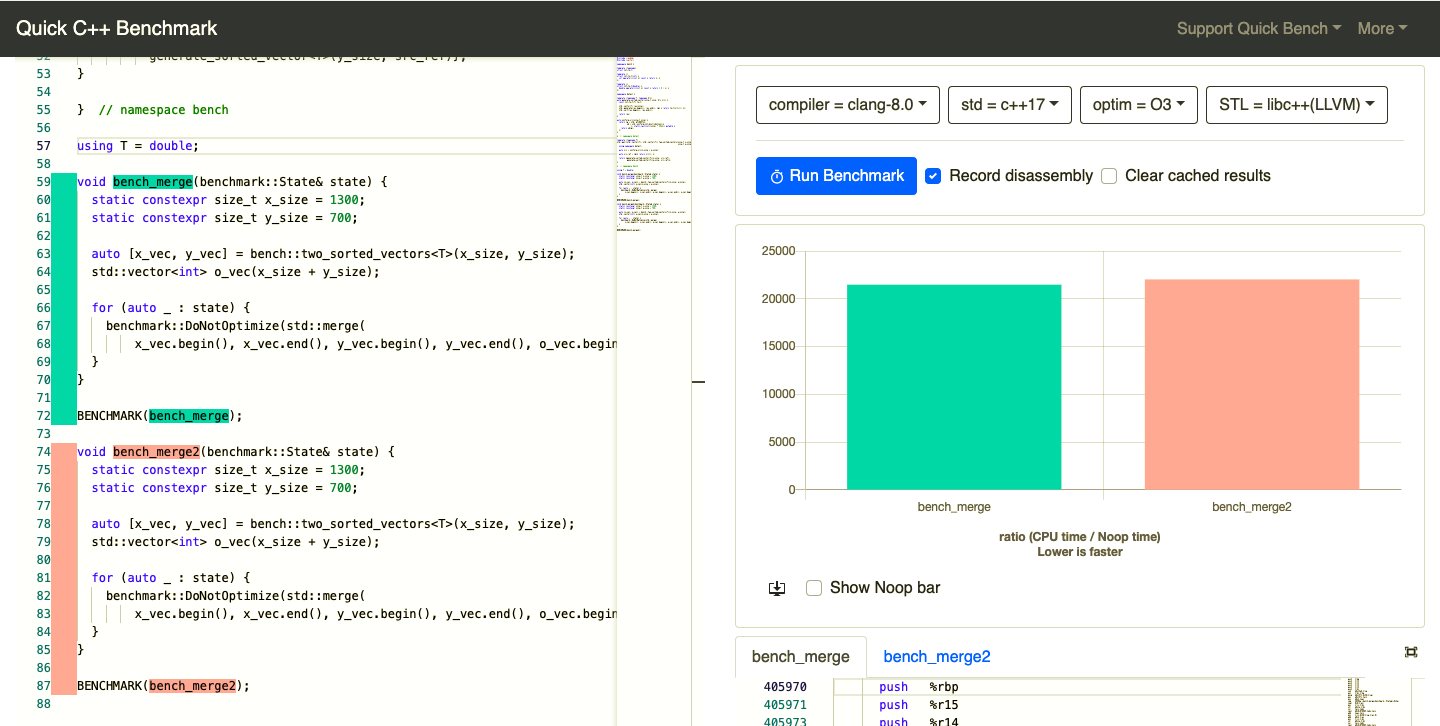 Quick C++ Benchmark
Support Quick Bench More
53 }
54
55 } // namespace bench
56
57 using T = double;
58
59 void bench_merge(benchmark::State& state) {
60 static constexpr size_t x_size = 1300;
61 static constexpr size_t y_size = 700;
62
63 auto [x_vec, y_vec] = bench::two_sorted_vectors<T>(x_size, y_size);
64 std::vector<int> o_vec(x_size + y_size);
65
66 for (auto _ : state) {
67 benchmark::DoNotOptimize(std::merge(
68 x_vec.begin(), x_vec.end(), y_vec.begin(), y_vec.end(), o_vec.begin
69 }
70 }
71
72 BENCHMARK(bench_merge);
73
74 void bench_merge2(benchmark::State& state) {
75 static constexpr size_t x_size = 1300;
76 static constexpr size_t y_size = 700;
77
78 auto [x_vec, y_vec] = bench::two_sorted_vectors<T>(x_size, y_size);
79 std::vector<int> o_vec(x_size + y_size);
80
81 for (auto _ : state) {
82 benchmark::DoNotOptimize(std::merge(
83 x_vec.begin(), x_vec.end(), y_vec.begin(), y_vec.end(), o_vec.begin
84 }
85 }
86
87 BENCHMARK(bench_merge2);
88
compiler = clang-8.0 std = c++17 optim = O3 STL = libc++(LLVM)
Run Benchmark Record disassembly Clear cached results
25000
20000
15000
10000
5000
0
bench_merge bench_merge2
ratio (CPU time / Noop time)
Lower is faster
Show Noop bar
bench_merge bench_merge2
405970 push %rbp
405971 push %r15
405973 push %r14